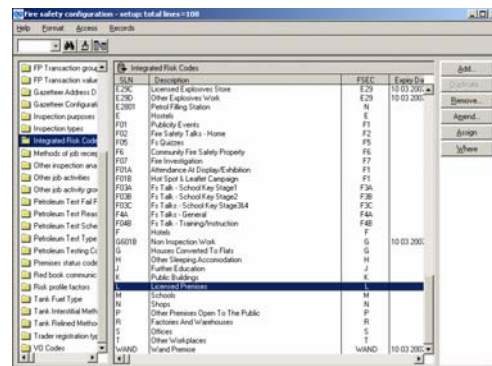 Fire safety configuration - setup: total lines=108
Help Format Access Records
FP Transaction group
FP Transaction value
Gazetteer Address D
Gazetteer Configurati
Inspection purposes
Inspection types
Integrated Risk Code
Methods of job recep
Other inspection ana
Other job activities
Other job activity gro
Petroleum Test Fail F
Petroleum Test Reas
Petroleum Test Sche
Petroleum Test Type
Petroleum Testing Co
Premises status code
Red book communic
Risk profile factors
Tank Fuel Type
Tank Interstitial Meth
Tank Relined Method
Trader registration typ
VO Codes
Integrated Risk Codes
SLN Description FSEC Expiry Da
E29C Licensed Explosives Store E29 10 03 200
E29D Other Explosives Work E29 10 03 200
E2801 Petrol Filling Station N
E Hostels E
F01 Publicity Events F1
F02 Fire Safety Talks - Home F2
F05 Fs Quizzes F5
F6 Community Fire Safety Property F6
F07 Fire Investigation F7
F01A Attendance At Display/Exhibition F1
F01B Hot Spot & Leaflet Campaign F1
F03A Fs Talk - School Key Stage1 F3A
F03B Fs Talk - School Key Stage2 F3B
F03C Fs Talks - School Key Stage3&4 F3C
F4A Fs Talks - General F4A
F04B Fs Talk - Training/Instruction F4B
F Hotels F
G601B Non Inspection Work G 10 03 200
G Houses Converted To Flats G
H Other Sleeping Accomodation H
J Further Education J
K Public Buildings K
L Licensed Premises L
M Schools M
N Shops N
P Other Premises Open To The Public P
R Factories And Warehouses R
S Offices S
T Other Workplaces T
WAND Wand Premise WAND 10 03 200
Add...
Duplicate...
Remove...
Amend...
Assign
Where